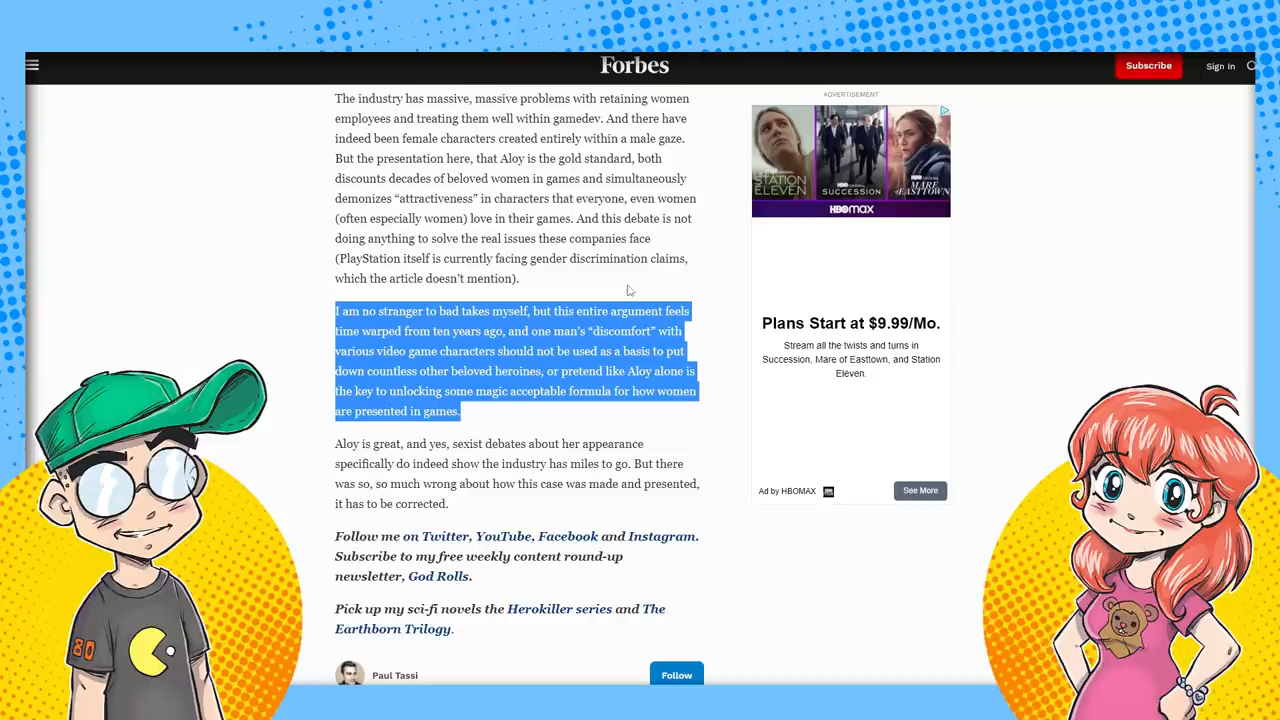 Forbes
Subscribe
Sign In
The industry has massive, massive problems with retaining women
employees and treating them well within gamedev. And there have
indeed been female characters created entirely within a male gaze.
But the presentation here, that Aloy is the gold standard, both
discounts decades of beloved women in games and simultaneously
demonizes “attractiveness” in characters that everyone, even women
(often especially women) love in their games. And this debate is not
doing anything to solve the real issues these companies face
(PlayStation itself is currently facing gender discrimination claims,
which the article doesn’t mention).
I am no stranger to bad takes myself, but this entire argument feels
time warped from ten years ago, and one man’s “discomfort” with
various video game characters should not be used as a basis to put
down countless other beloved heroines, or pretend like Aloy alone is
the key to unlocking some magic acceptable formula for how women
are presented in games.
Aloy is great, and yes, sexist debates about her appearance
specifically do indeed show the industry has miles to go. But there
was so, so much wrong about how this case was made and presented,
it has to be corrected.
Follow me on Twitter, YouTube, Facebook and Instagram.
Subscribe to my free weekly content round-up
newsletter, God Rolls.
Pick up my sci-fi novels the Herokiller series and The
Earthborn Trilogy.
Paul Tassi
Follow
ADVERTISEMENT
STATION
ELEVEN
SUCCESSION
MARE
EASTTOWN
HBOMAX
Plans Start at $9.99/Mo.
Stream all the twists and turns in
Succession, Mare of Easttown, and Station
Eleven.
Ad by HBOMAX
See More
80